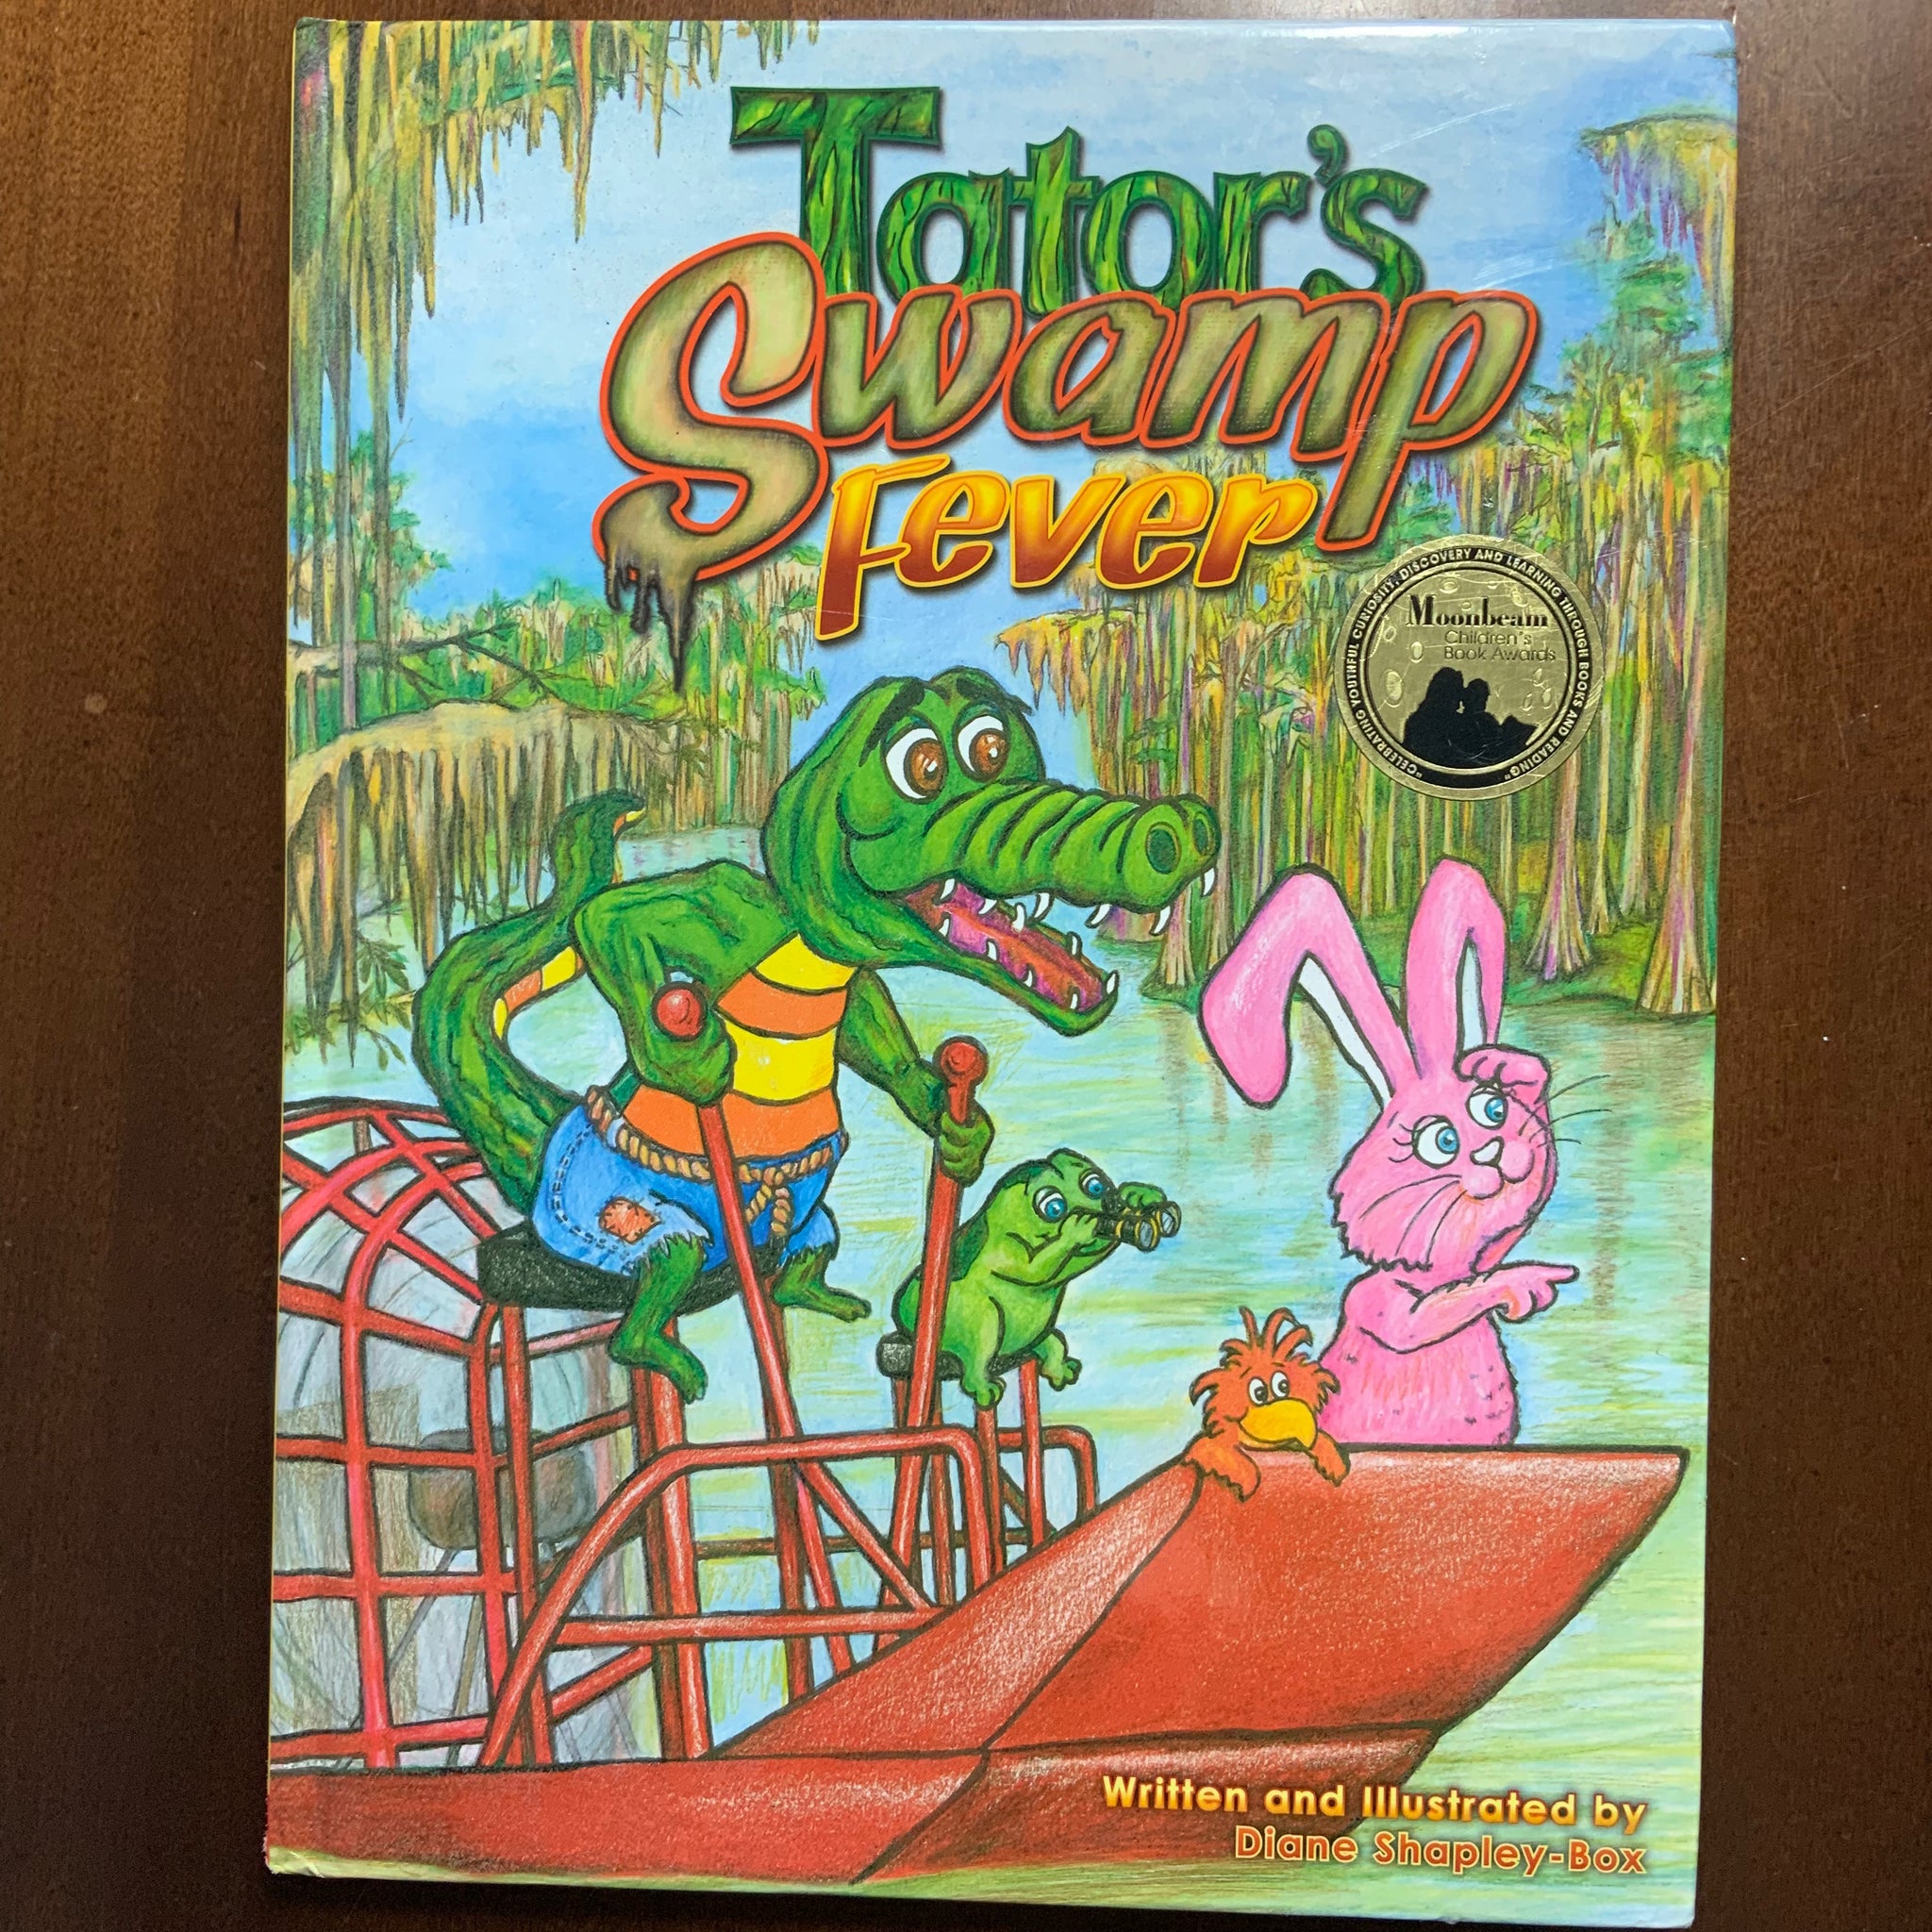 Tator's
Swamp
Fever
"CELEBRATING YOUTHFUL CURIOSITY, DISCOVERY AND LEARNING THROUGH BOOKS AND READING"
Moonbeam
Children's
Book Awards
Written and Illustrated by
Diane Shapley-Box